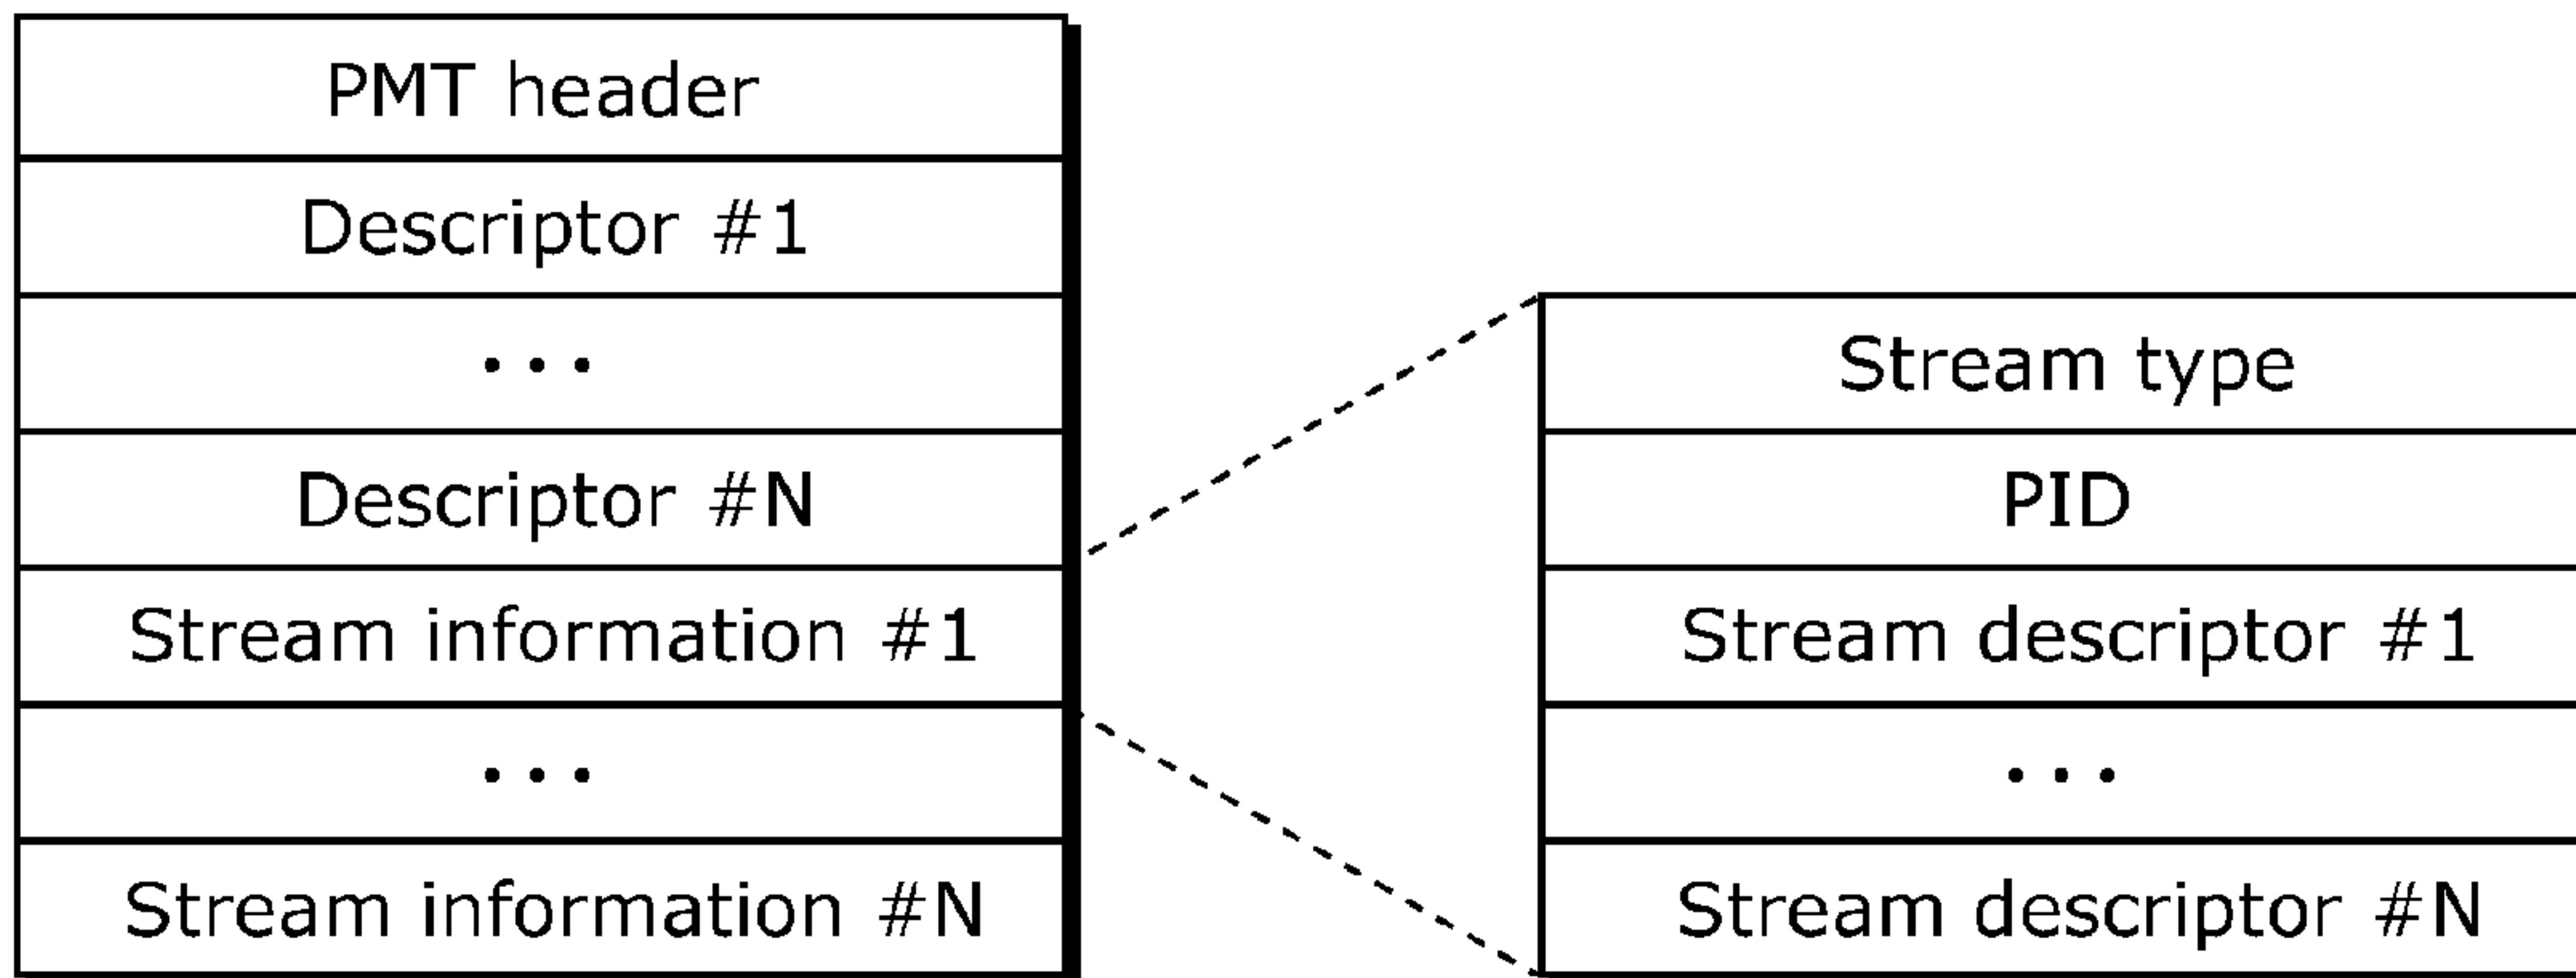 PMT header
Descriptor #1
...
Descriptor #N
Stream information #1
...
Stream information #N
Stream type
PID
Stream descriptor #1
...
Stream descriptor #N